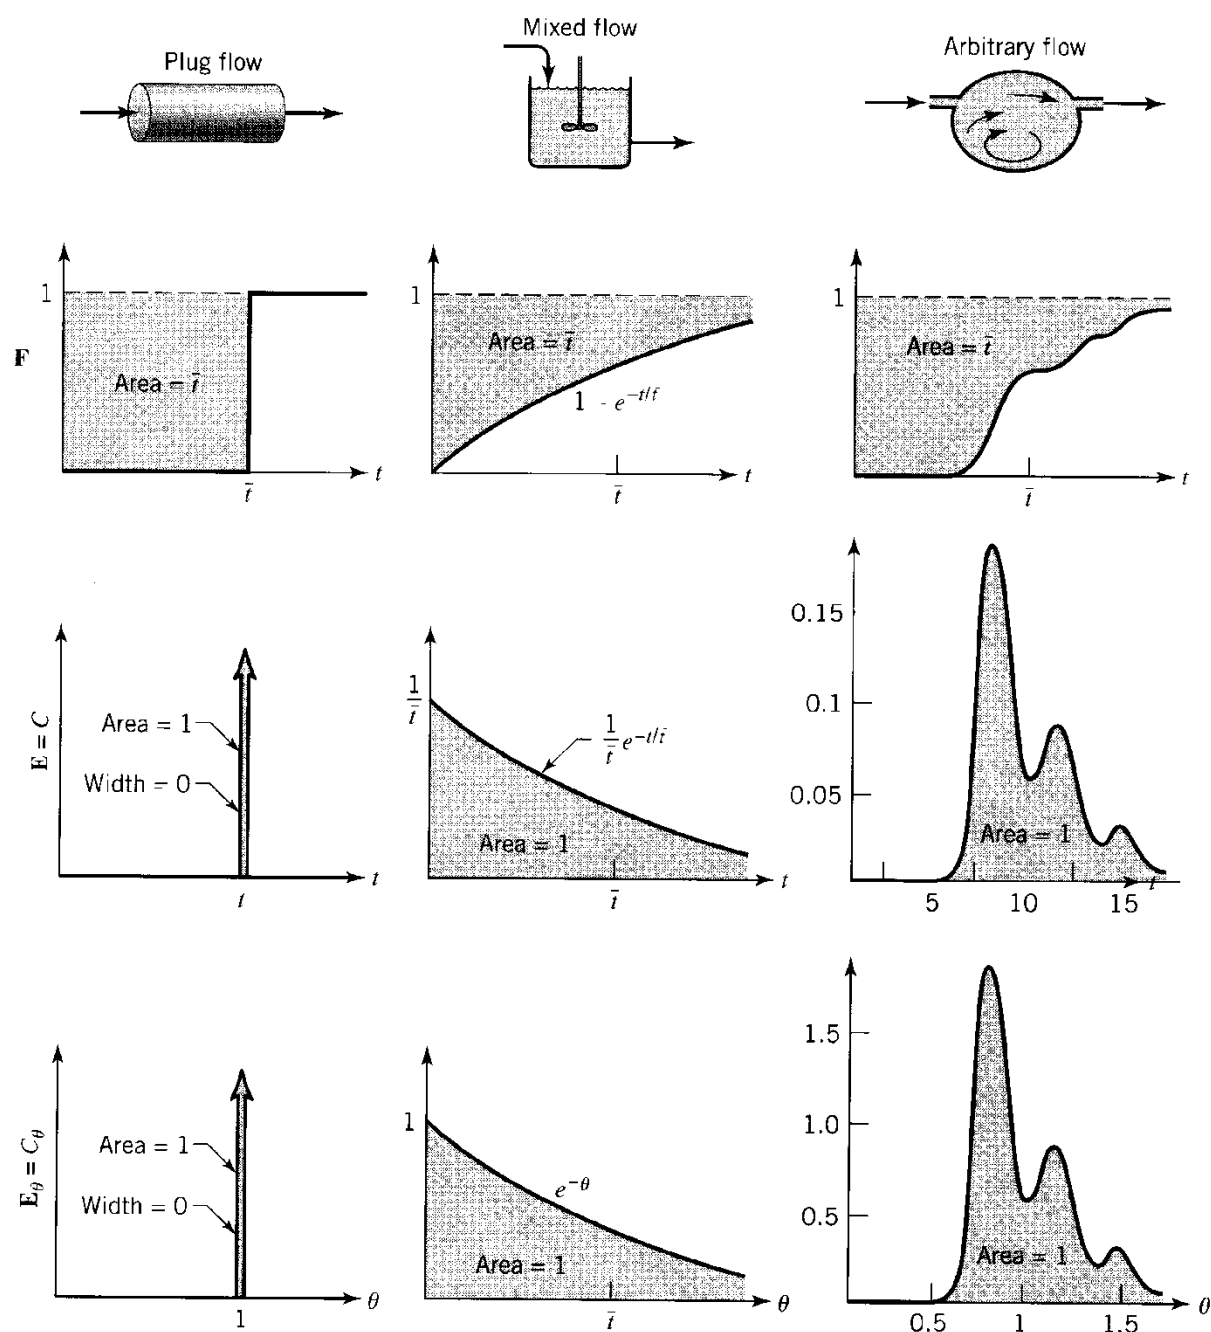 Plug flow
Mixed flow
Arbitrary flow
F
1
Area = t̄
t̄
t
1
Area = t̄
1 - e^{-t/t̄}
t̄
t
1
Area = t̄
t̄
t
E = C
Area = 1
Width = 0
t
t
1/t̄
1/t̄ e^{-t/t̄}
Area = 1
t̄
t
0.15
0.1
0.05
Area = 1
5 10 15
t
E_θ = C_θ
Area = 1
Width = 0
1
θ
1
e^{-θ}
Area = 1
t̄
θ
1.5
1.0
0.5
Area = 1
0.5 1 1.5
θ